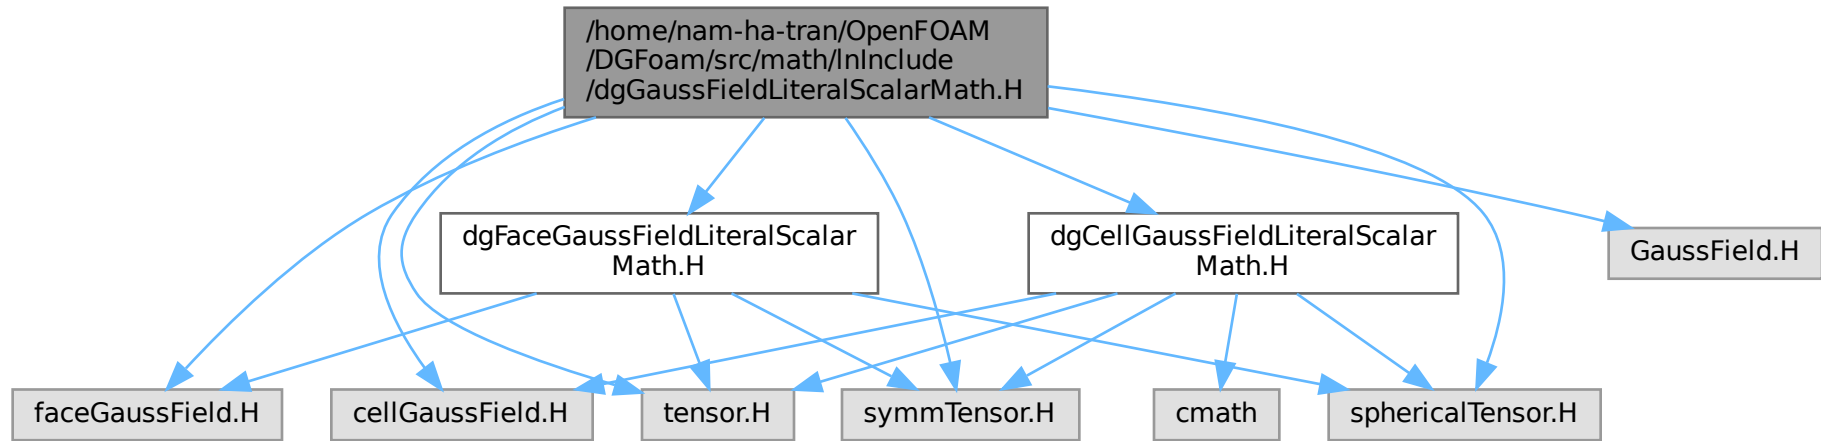 /home/nam-ha-tran/OpenFOAM
/DGFoam/src/math/lnInclude
/dgGaussFieldLiteralScalarMath.H
dgFaceGaussFieldLiteralScalar
Math.H
dgCellGaussFieldLiteralScalar
Math.H
GaussField.H
faceGaussField.H
cellGaussField.H
tensor.H
symmTensor.H
cmath
sphericalTensor.H